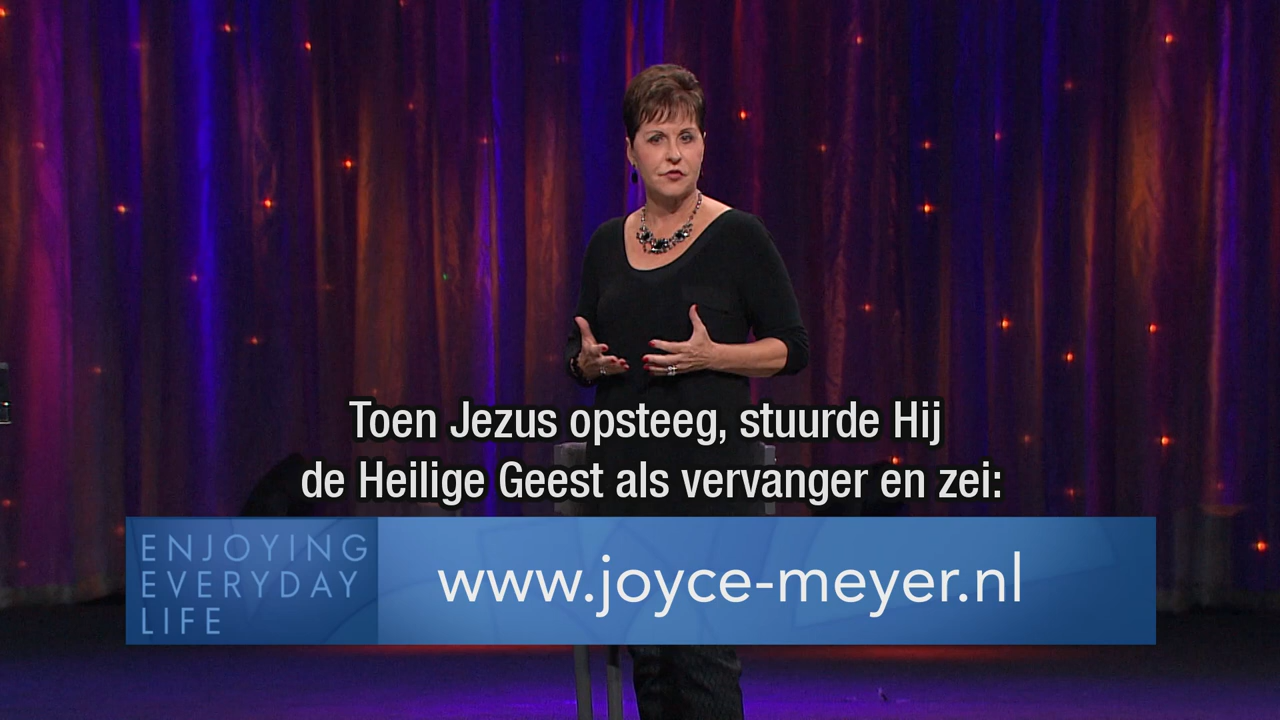 Toen Jezus opsteeg, stuurde Hij
de Heilige Geest als vervanger en zei:
ENJOYING
EVERYDAY
LIFE
www.joyce-meyer.nl